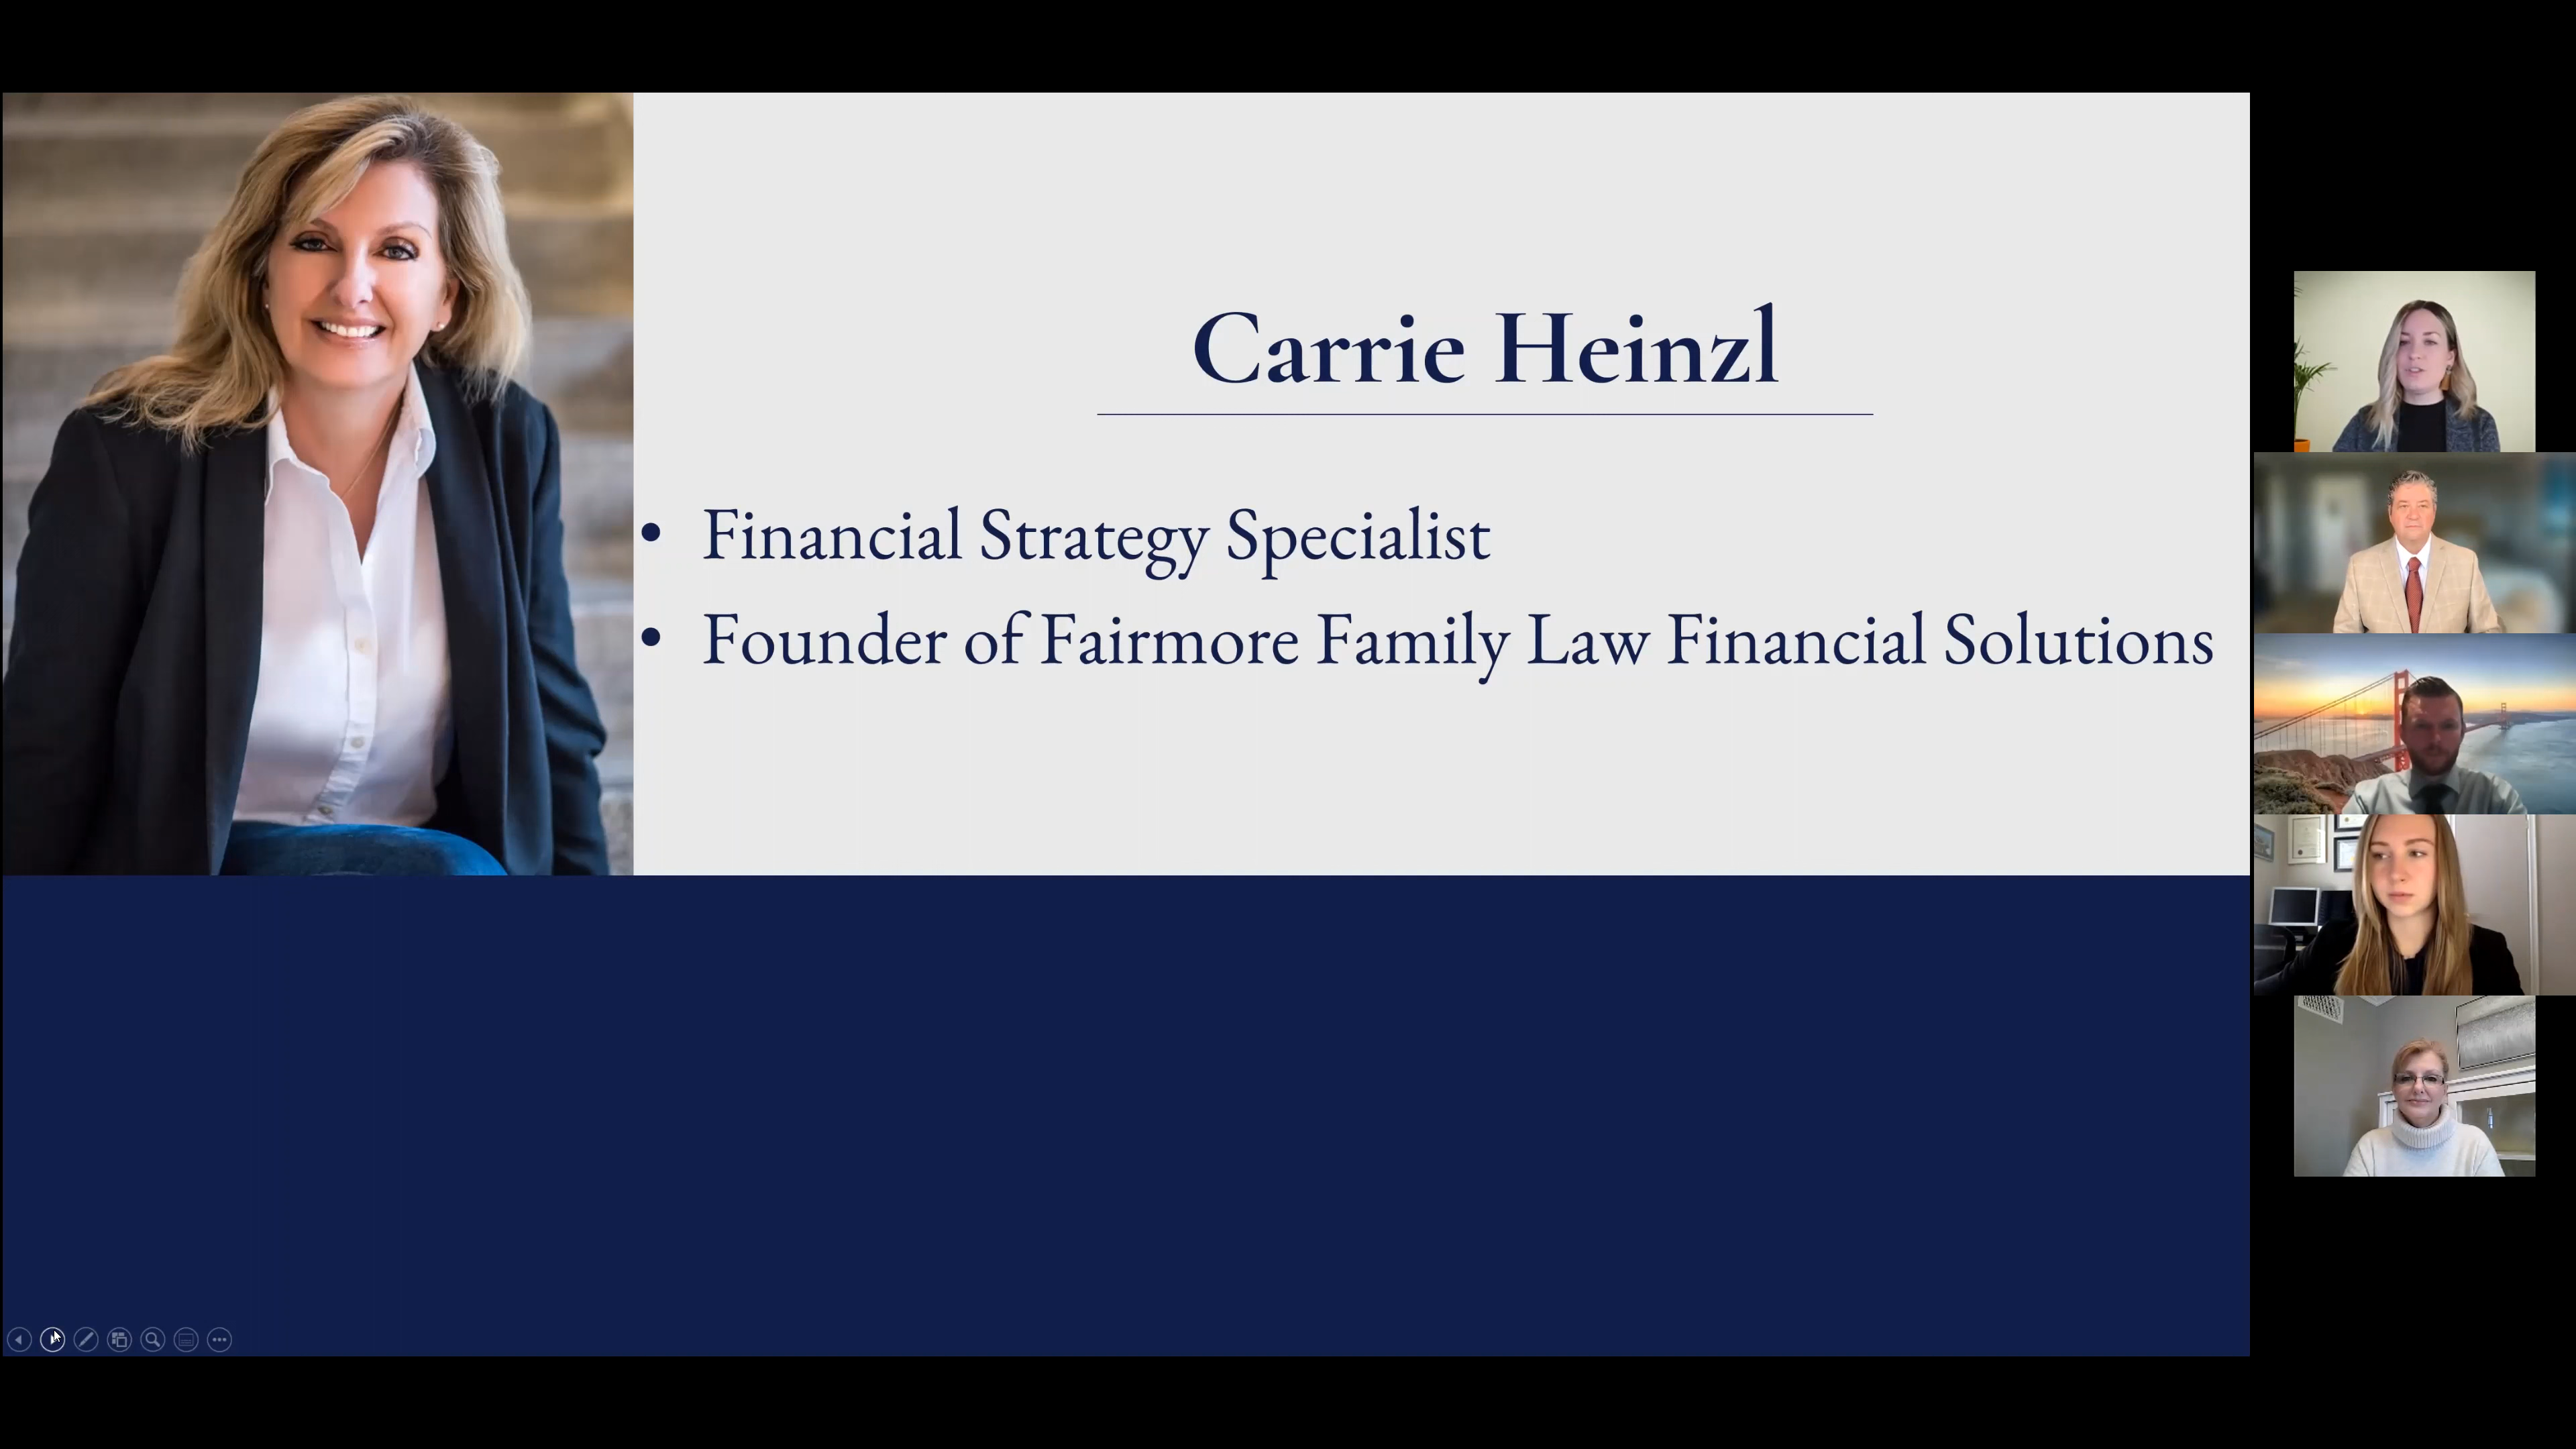 Carrie Heinzl
• Financial Strategy Specialist
• Founder of Fairmore Family Law Financial Solutions